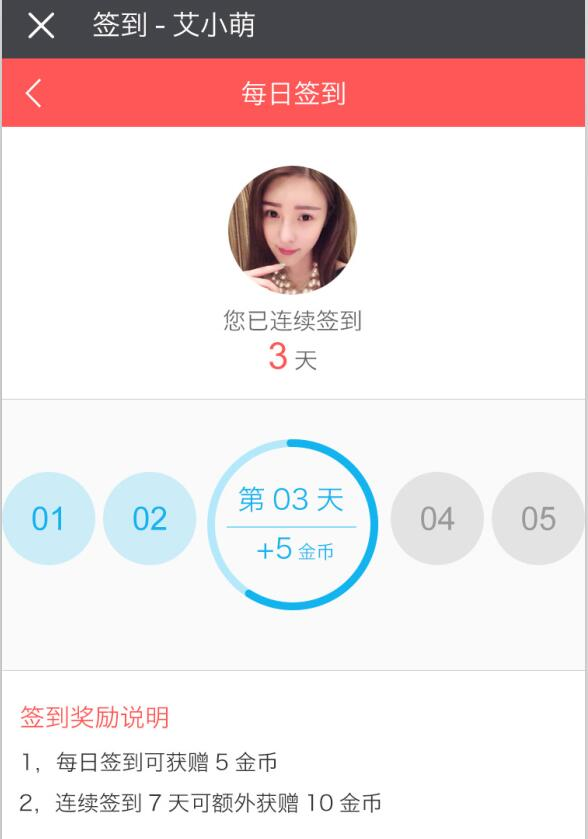 签到 - 艾小萌
每日签到
您已连续签到
3 天
01
02
第 03 天
+5 金币
04
05
签到奖励说明
1，每日签到可获赠 5 金币
2，连续签到 7 天可额外获赠 10 金币